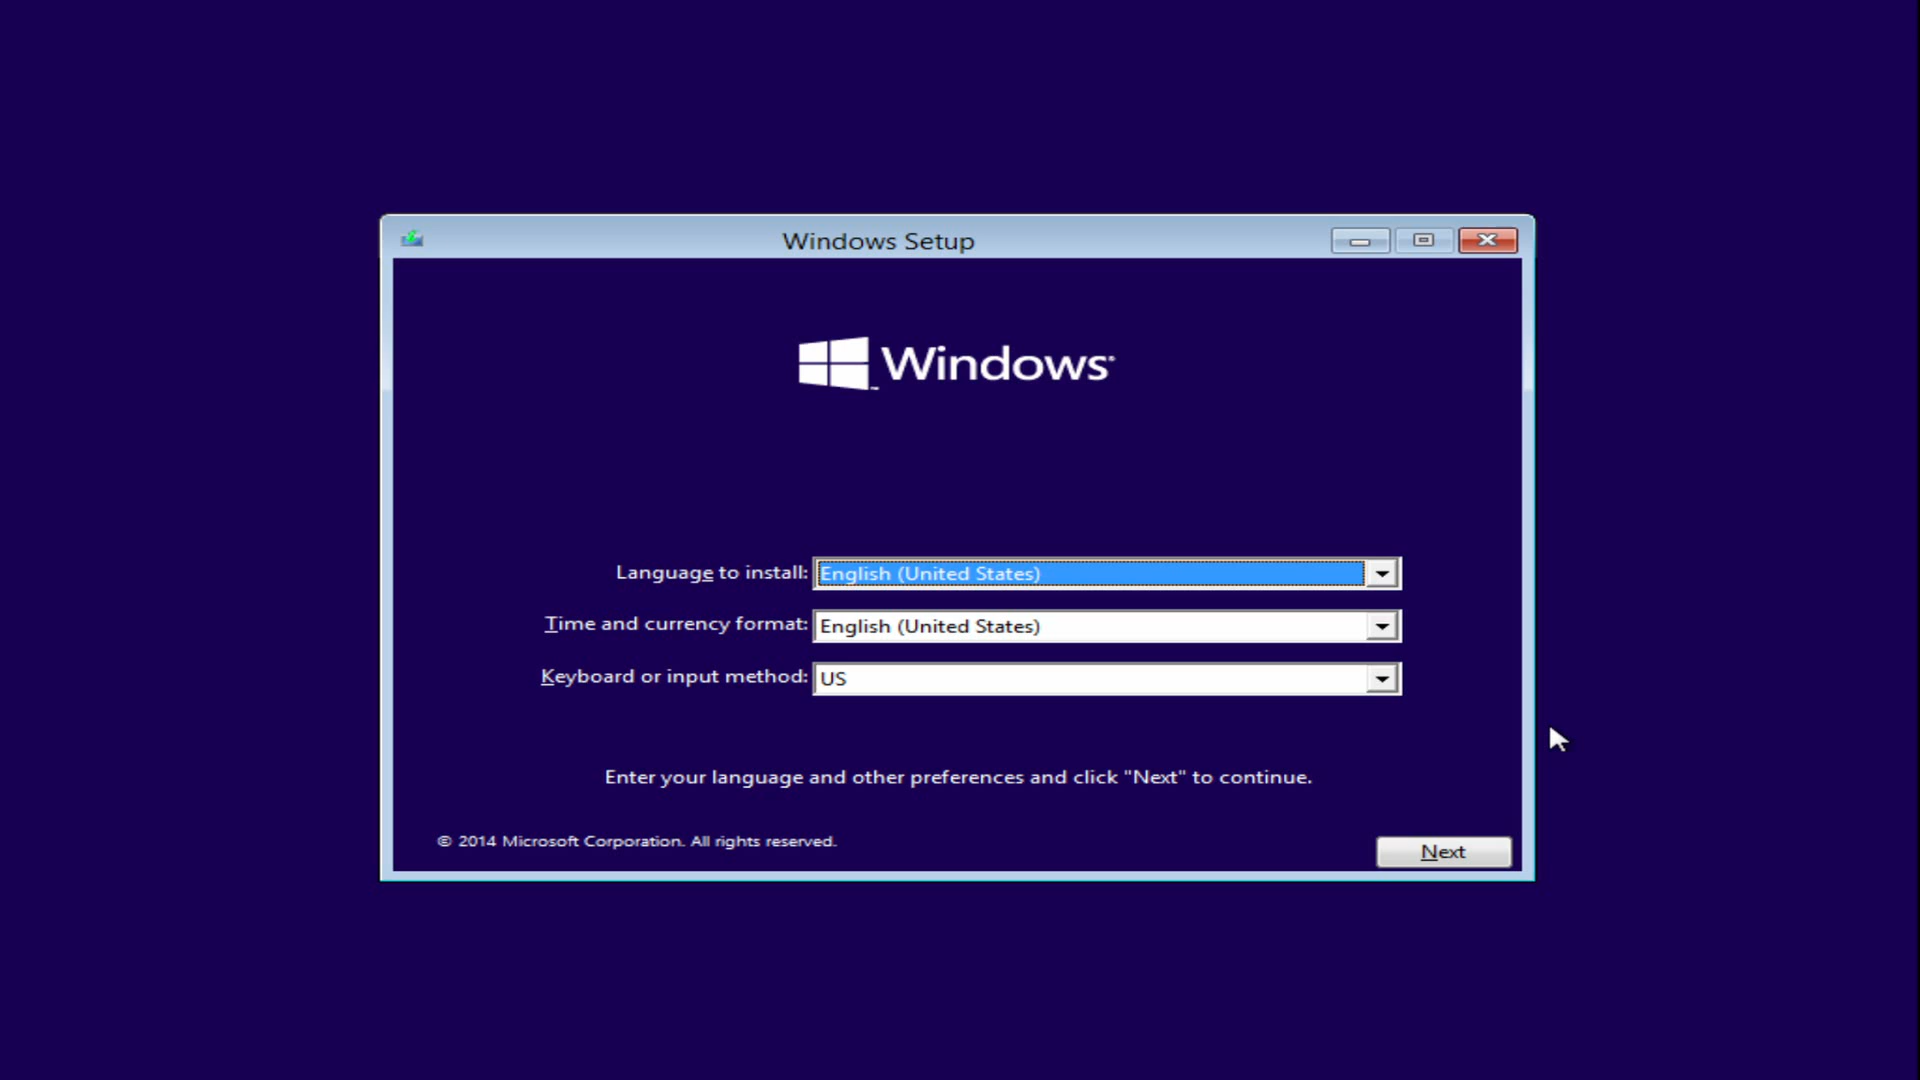 Windows Setup
Windows®
Language to install: English (United States)
Time and currency format: English (United States)
Keyboard or input method: US
Enter your language and other preferences and click "Next" to continue.
© 2014 Microsoft Corporation. All rights reserved.
Next